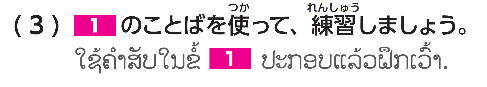 (3) 1 のことばを使って、練習しましょう。
ໃຊ້ຄຳສັບໃນຂໍ້ 1 ປະກອບແລ້ວຝຶກເວົ້າ.